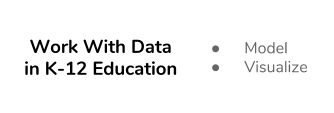 Work With Data
in K-12 Education
● Model
● Visualize